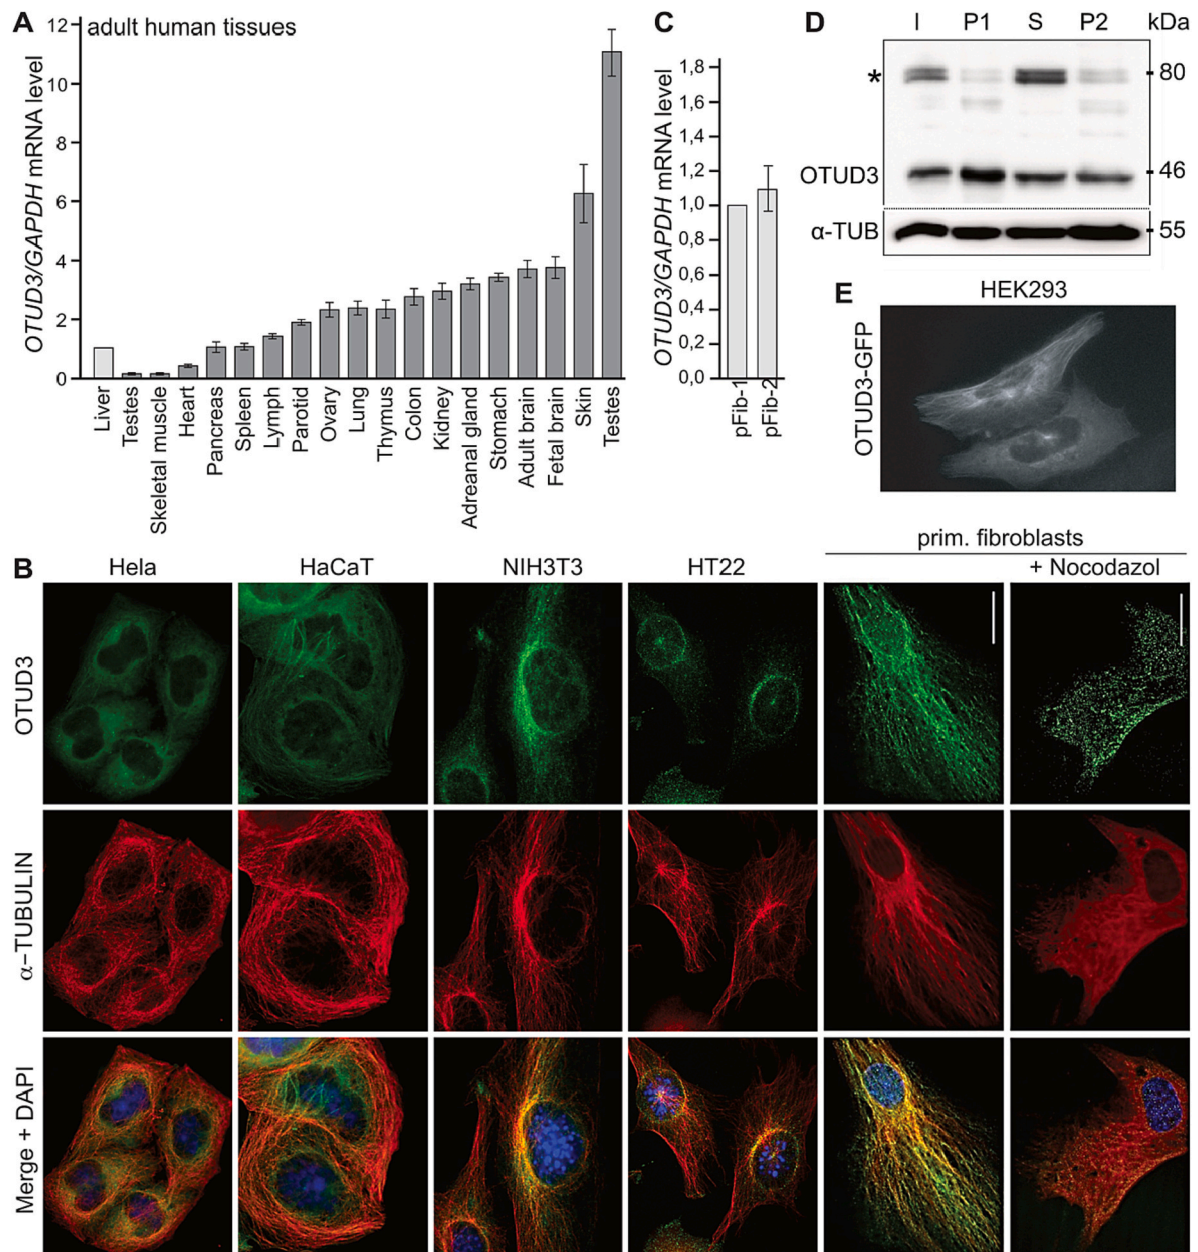 A
adult human tissues
OTUD3/GAPDH mRNA level
12
10
8
6
4
2
0
Liver
Testes
Skeletal muscle
Heart
Pancreas
Spleen
Lymph
Parotid
Ovary
Lung
Thymus
Colon
Kidney
Adreanal gland
Stomach
Adult brain
Fetal brain
Skin
Testes
C
OTUD3/GAPDH mRNA level
1,8
1,6
1,4
1,2
1,0
0,8
0,6
0,4
0,2
0,0
pFib-1
pFib-2
D
I P1 S P2 kDa
* 80
OTUD3 46
α-TUB 55
E
HEK293
OTUD3-GFP
B
prim. fibroblasts
Hela HaCaT NIH3T3 HT22 + Nocodazol
OTUD3
α-TUBULIN
Merge + DAPI